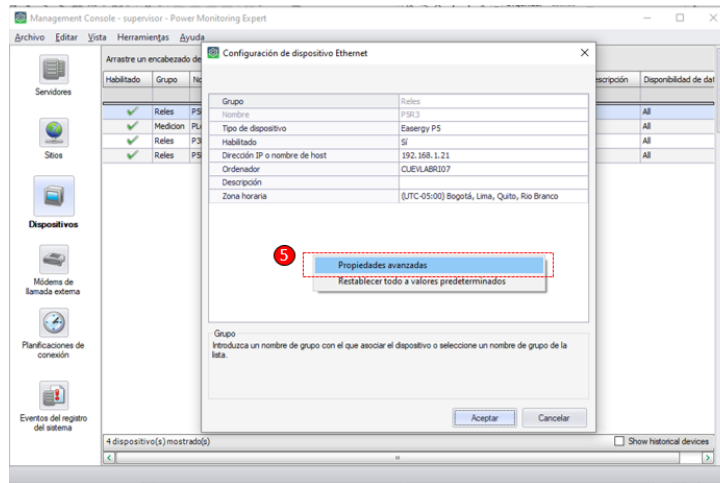 Management Console - supervisor - Power Monitoring Expert
Archivo Editar Vista Herramientas Ayuda
Servidores
Sitios
Dispositivos
Módems de
llamada externa
Planificaciones de
conexión
Eventos del registro
del sistema
Arrastre un encabezado de
Habilitado Grupo
Disponibilidad de dat
Reles All
Medicion All
Reles All
Reles All
Configuración de dispositivo Ethernet
Grupo Reles
Nombre P5R3
Tipo de dispositivo Easergy P5
Habilitado Sí
Dirección IP o nombre de host 192.168.1.21
Ordenador CUEVLABRI07
Descripción
Zona horaria (UTC-05:00) Bogotá, Lima, Quito, Rio Branco
5
Propiedades avanzadas
Restablecer todo a valores predeterminados
Grupo
Introduzca un nombre de grupo con el que asociar el dispositivo o seleccione un nombre de grupo de la
lista.
Aceptar Cancelar
4 dispositivo(s) mostrado(s) Show historical devices